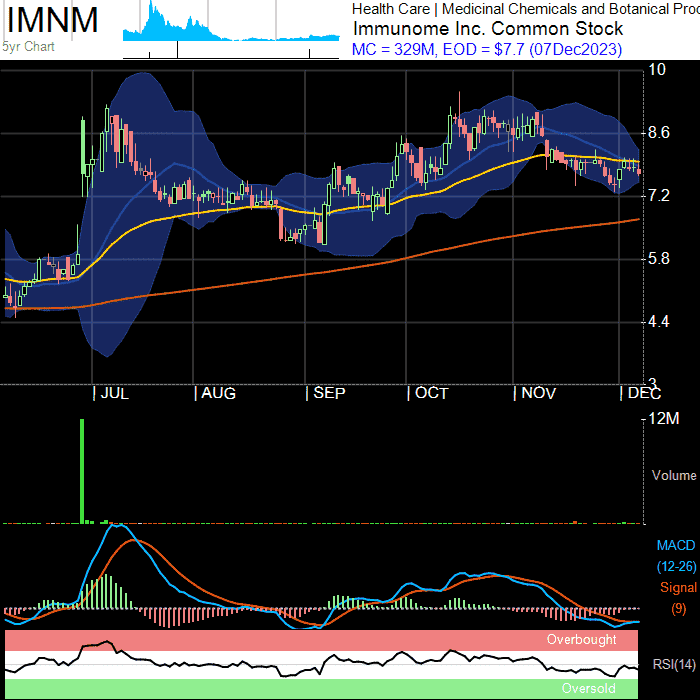 IMNM
5yr Chart
Health Care | Medicinal Chemicals and Botanical Proc
Immunome Inc. Common Stock
MC = 329M, EOD = $7.7 (07Dec2023)
10
8.6
7.2
5.8
4.4
3
JUL AUG SEP OCT NOV DEC
12M
Volume
MACD
(12-26)
Signal
(9)
Overbought
RSI(14)
Oversold